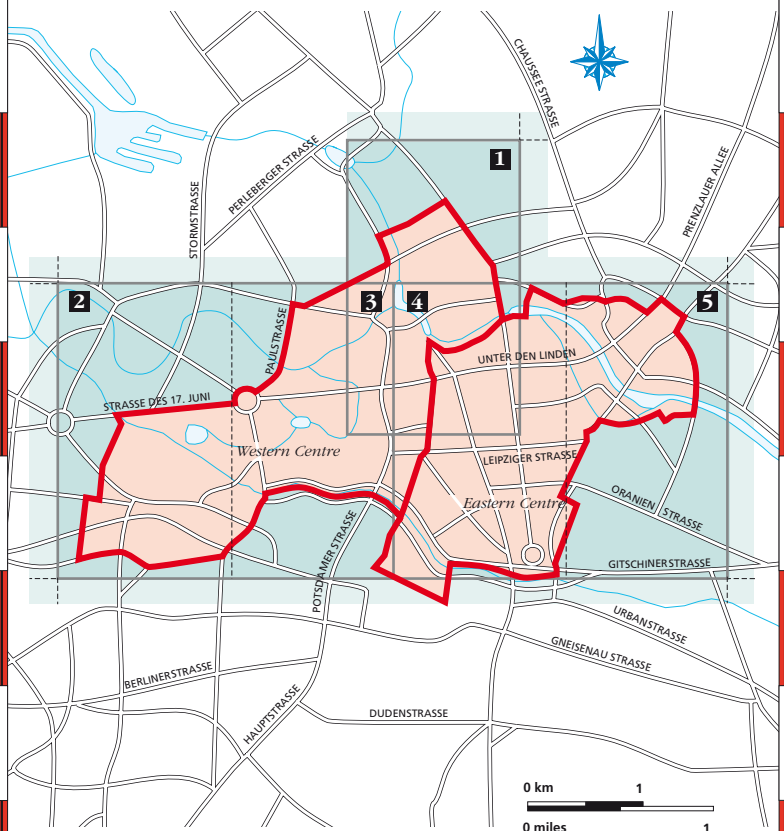 CHAUSSEE STRASSE
1
PERLEBERGER STRASSE
PRENZLAUER ALLEE
STORMSTRASSE
2
3
4
5
PAULSTRASSE
UNTER DEN LINDEN
STRASSE DES 17. JUNI
Western Centre
LEIPZIGER STRASSE
Eastern Centre
ORANIEN STRASSE
POTSDAMER STRASSE
GITSCHINER STRASSE
URBANSTRASSE
GNEISENAU STRASSE
BERLINERSTRASSE
HAUPTSTRASSE
DUDENSTRASSE
0 km 1
0 miles 1